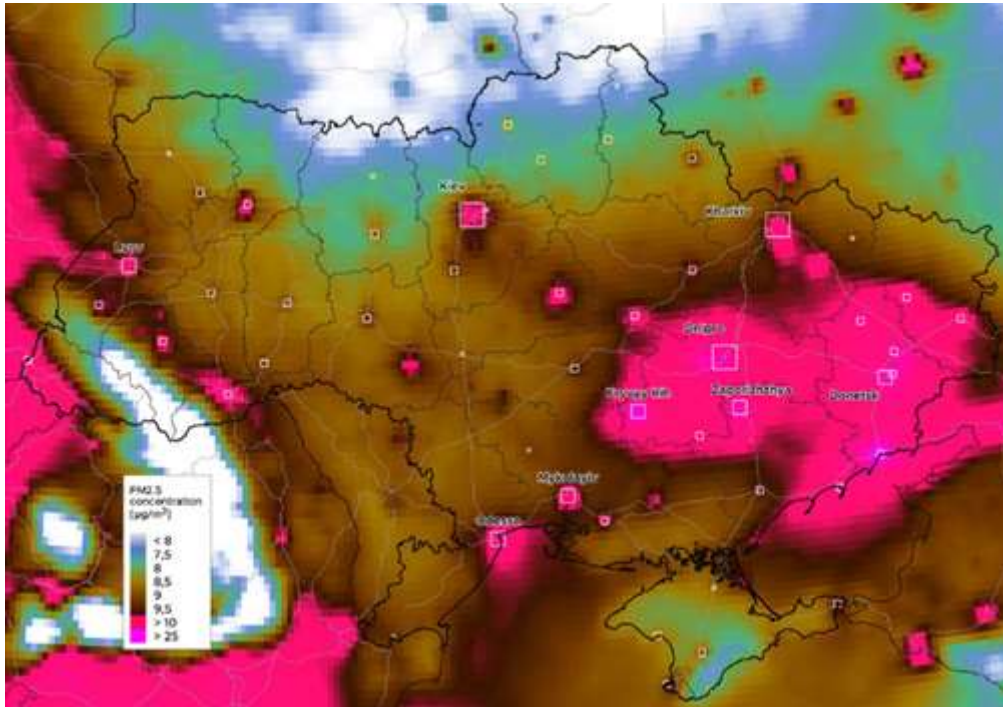 Kiev
Kharkiv
Lviv
Dnipro
Kryvyi Rih
Zaporizhzhya
Donetsk
Mykolayiv
Odessa
PM2.5
concentration
(µg/m³)
< 8
7,5
8
8,5
9
9,5
> 10
> 25